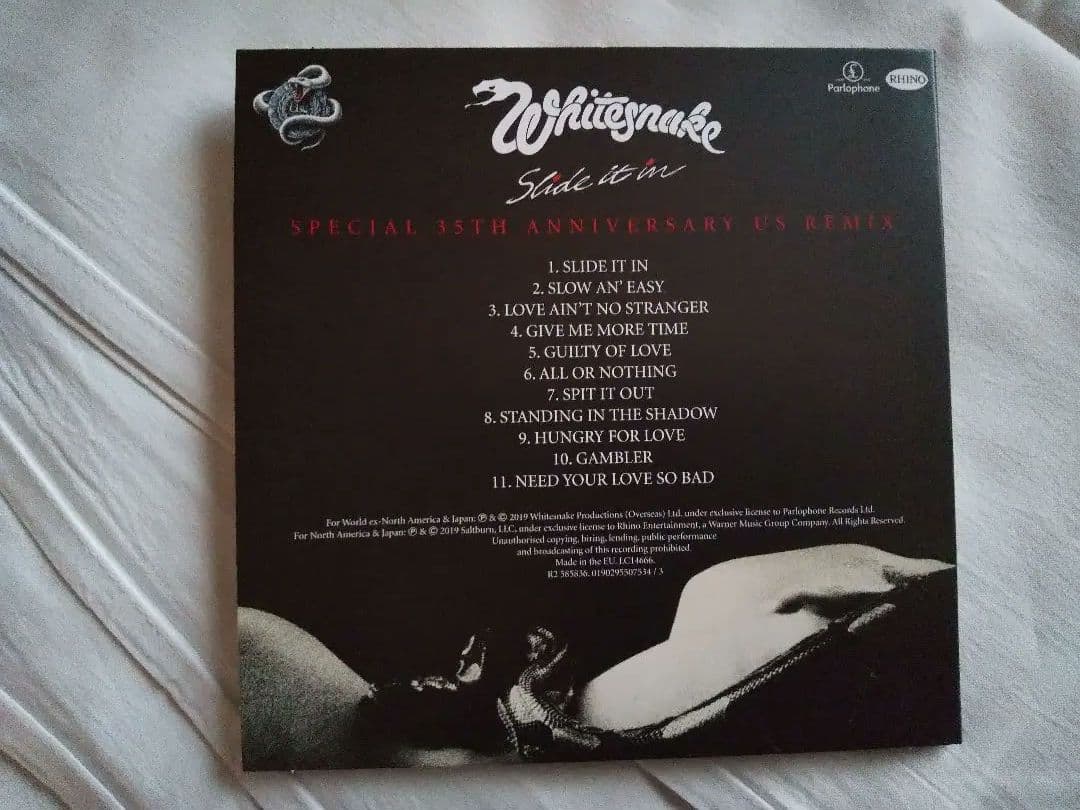 Parlophone
RHINO
Whitesnake
Slide it in
SPECIAL 35TH ANNIVERSARY US REMIX
1. SLIDE IT IN
2. SLOW AN' EASY
3. LOVE AIN'T NO STRANGER
4. GIVE ME MORE TIME
5. GUILTY OF LOVE
6. ALL OR NOTHING
7. SPIT IT OUT
8. STANDING IN THE SHADOW
9. HUNGRY FOR LOVE
10. GAMBLER
11. NEED YOUR LOVE SO BAD
For World ex-North America & Japan: ℗ & © 2019 Whitesnake Productions (Overseas) Ltd. under exclusive license to Parlophone Records Ltd.
For North America & Japan: ℗ & © 2019 Saltburn, LLC, under exclusive license to Rhino Entertainment, a Warner Music Group Company. All Rights Reserved.
Unauthorised copying, hiring, lending, public performance
and broadcasting of this recording prohibited.
Made in the EU. LC14666.
R2 585836. 0190295507534 / 3